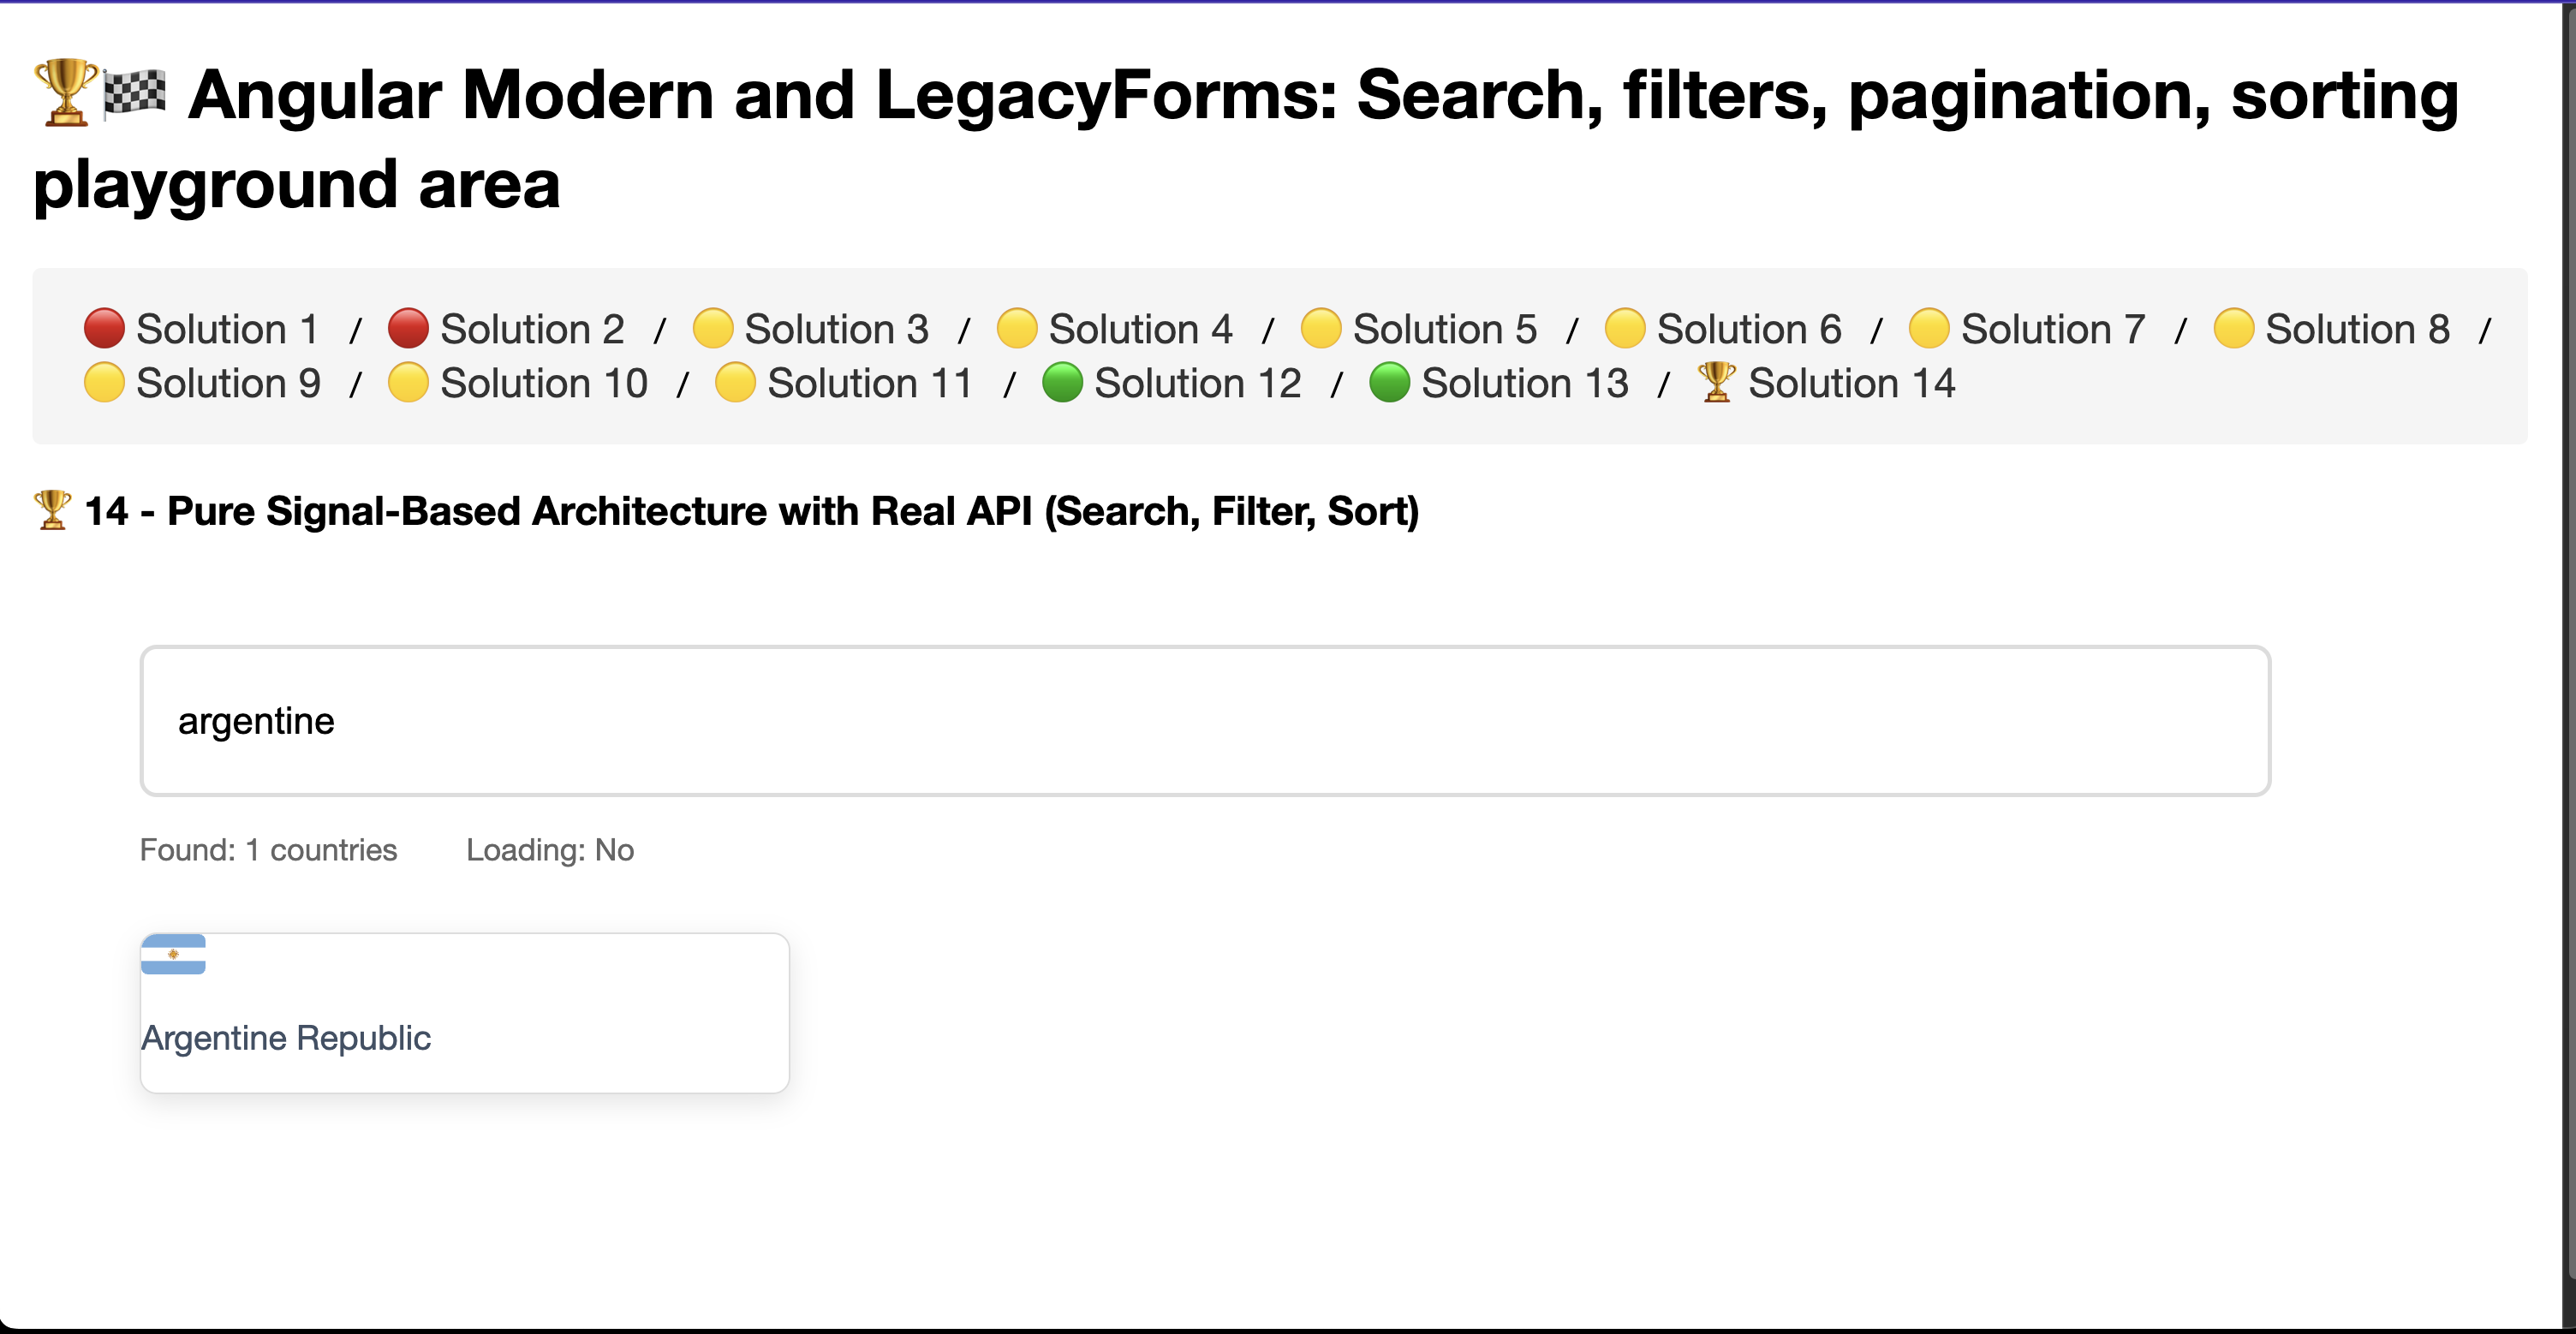 🏆🏁 Angular Modern and LegacyForms: Search, filters, pagination, sorting
playground area
🔴 Solution 1 / 🔴 Solution 2 / 🟡 Solution 3 / 🟡 Solution 4 / 🟡 Solution 5 / 🟡 Solution 6 / 🟡 Solution 7 / 🟡 Solution 8 /
🟡 Solution 9 / 🟡 Solution 10 / 🟡 Solution 11 / 🟢 Solution 12 / 🟢 Solution 13 / 🏆 Solution 14
🏆 14 - Pure Signal-Based Architecture with Real API (Search, Filter, Sort)
argentine
Found: 1 countries Loading: No
Argentine Republic